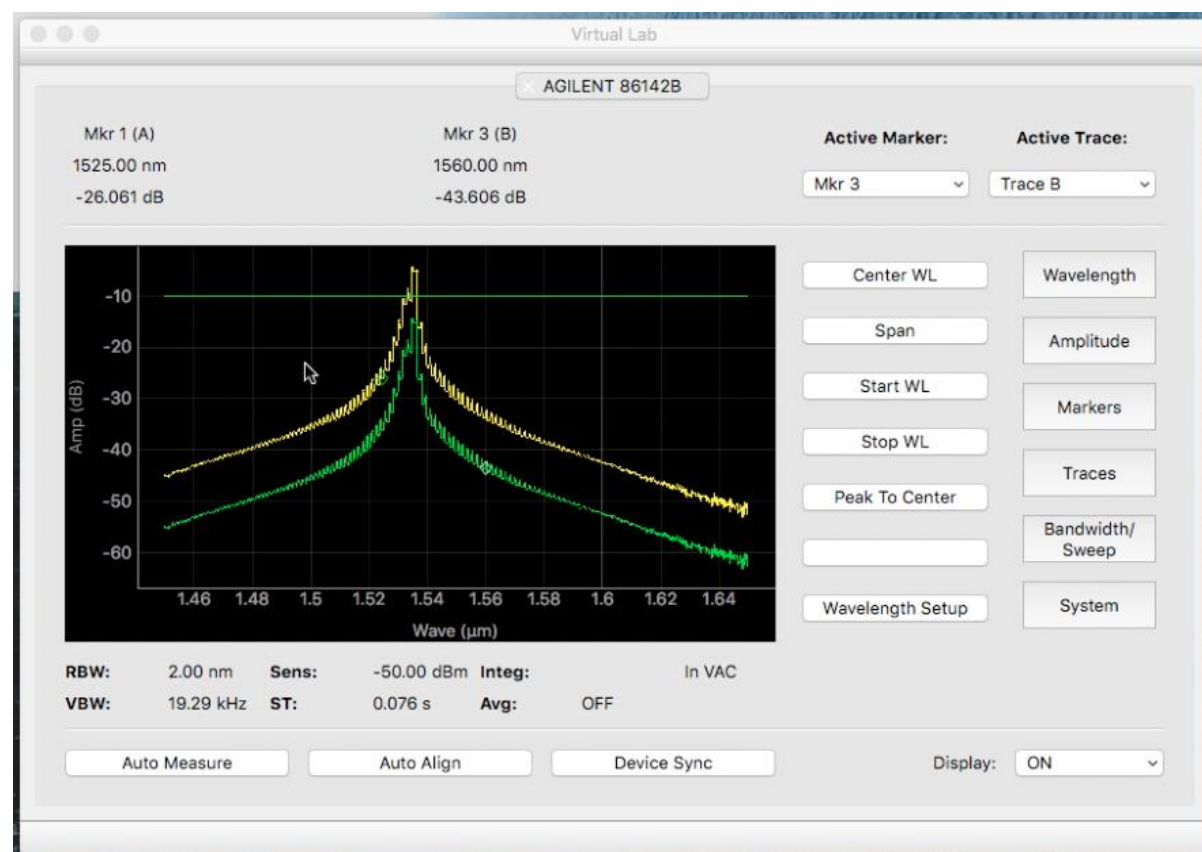 Virtual Lab
AGILENT 86142B
Mkr 1 (A)
1525.00 nm
-26.061 dB
Mkr 3 (B)
1560.00 nm
-43.606 dB
Active Marker:
Mkr 3
Active Trace:
Trace B
Amp (dB)
-10
-20
-30
-40
-50
-60
1.46 1.48 1.5 1.52 1.54 1.56 1.58 1.6 1.62 1.64
Wave (µm)
Center WL
Span
Start WL
Stop WL
Peak To Center
Wavelength Setup
Wavelength
Amplitude
Markers
Traces
Bandwidth/
Sweep
System
RBW: 2.00 nm Sens: -50.00 dBm Integ: In VAC
VBW: 19.29 kHz ST: 0.076 s Avg: OFF
Auto Measure Auto Align Device Sync Display: ON